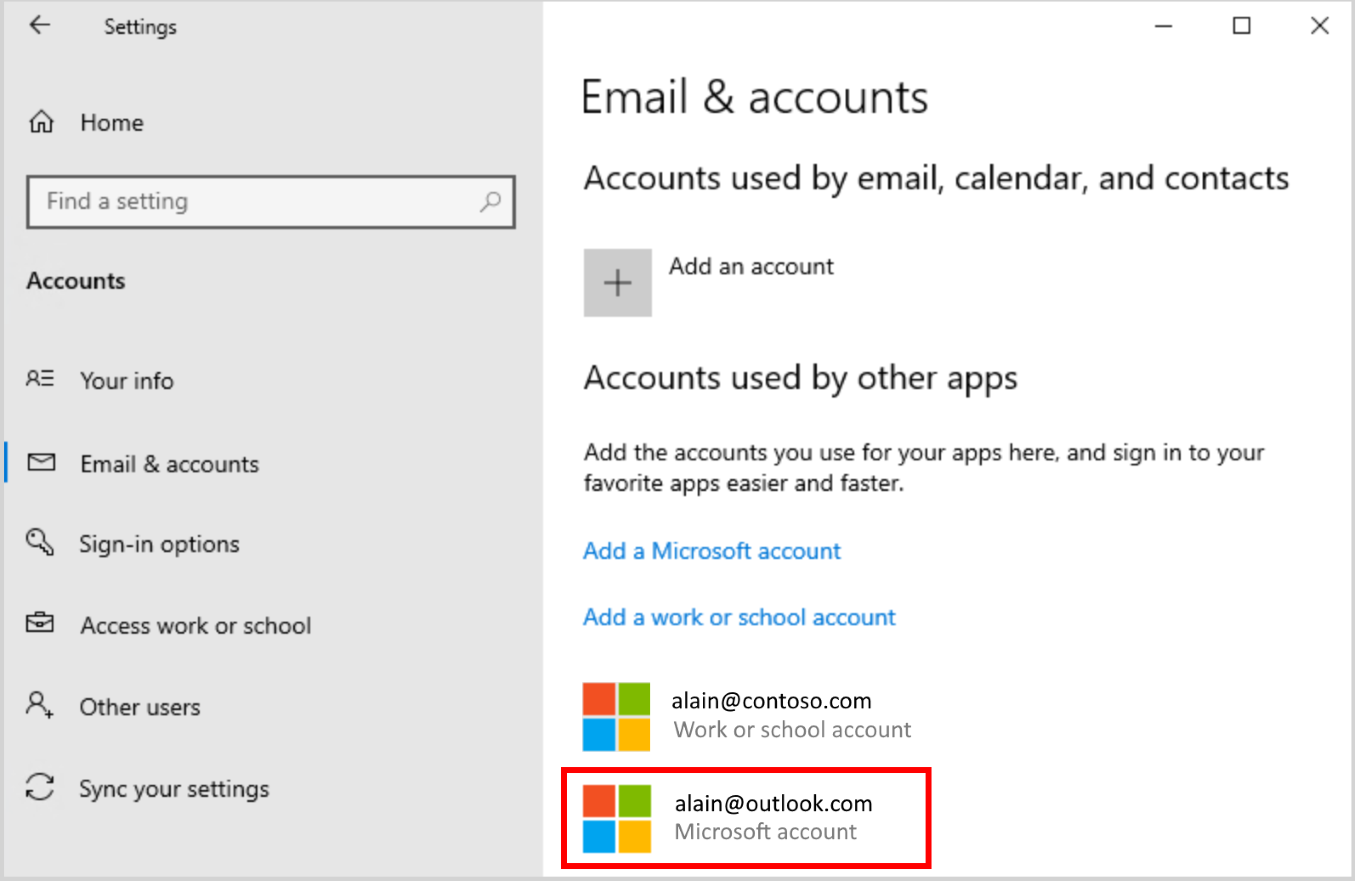 Settings
Home
Find a setting
Accounts
Your info
Email & accounts
Sign-in options
Access work or school
Other users
Sync your settings
Email & accounts
Accounts used by email, calendar, and contacts
Add an account
Accounts used by other apps
Add the accounts you use for your apps here, and sign in to your
favorite apps easier and faster.
Add a Microsoft account
Add a work or school account
alain@contoso.com
Work or school account
alain@outlook.com
Microsoft account